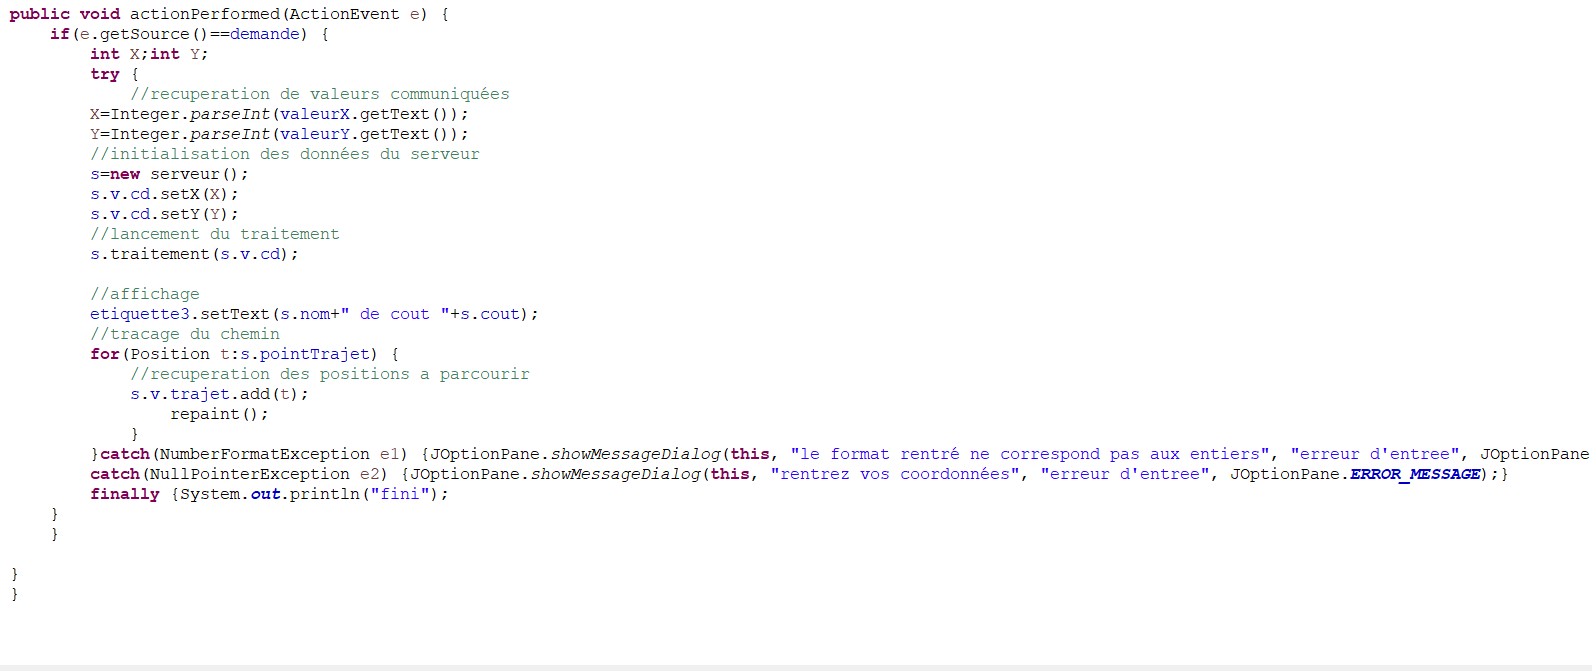 public void actionPerformed(ActionEvent e) {
if(e.getSource()==demande) {
int X;int Y;
try {
//recuperation de valeurs communiquées
X=Integer.parseInt(valeurX.getText());
Y=Integer.parseInt(valeurY.getText());
//initialisation des données du serveur
s=new serveur();
s.v.cd.setX(X);
s.v.cd.setY(Y);
//lancement du traitement
s.traitement(s.v.cd);
//affichage
etiquette3.setText(s.nom+" de cout "+s.cout);
//tracage du chemin
for(Position t:s.pointTrajet) {
//recuperation des positions a parcourir
s.v.trajet.add(t);
repaint();
}
}catch(NumberFormatException e1) {JOptionPane.showMessageDialog(this, "le format rentré ne correspond pas aux entiers", "erreur d'entree", JOptionPane
catch(NullPointerException e2) {JOptionPane.showMessageDialog(this, "rentrez vos coordonnées", "erreur d'entree", JOptionPane.ERROR_MESSAGE);}
finally {System.out.println("fini");
}
}
}
}